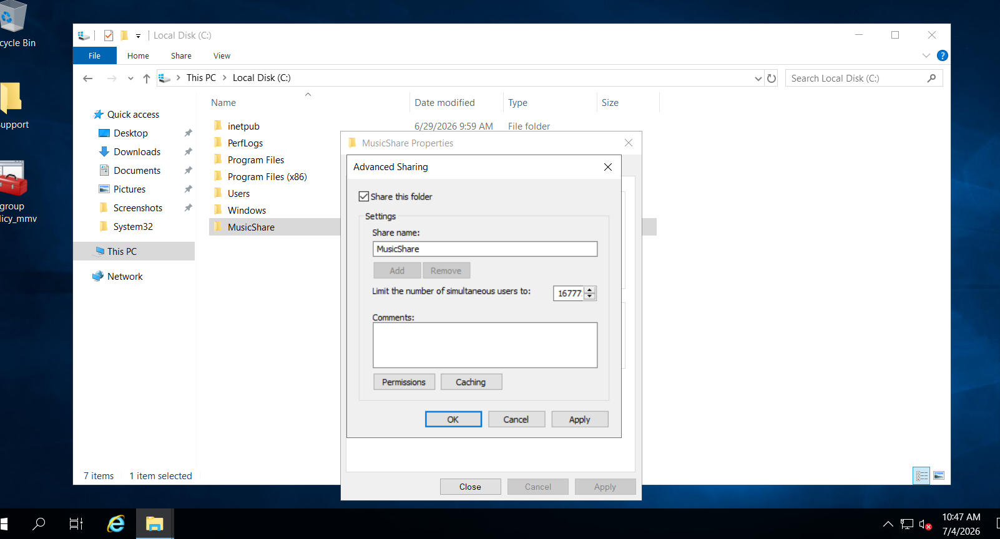 cycle Bin
upport
group
licy_mmv
Local Disk (C:)
File Home Share View
?
This PC Local Disk (C:)
Search Local Disk (C:)
Quick access
Desktop
Downloads
Documents
Pictures
Screenshots
System32
This PC
Network
Name Date modified Type Size
inetpub 6/29/2026 9:59 AM File folder
PerfLogs
Program Files
Program Files (x86)
Users
Windows
MusicShare
MusicShare Properties
Advanced Sharing
Share this folder
Settings
Share name:
MusicShare
Add Remove
Limit the number of simultaneous users to: 16777
Comments:
Permissions Caching
OK Cancel Apply
Close Cancel Apply
7 items 1 item selected
10:47 AM
7/4/2026